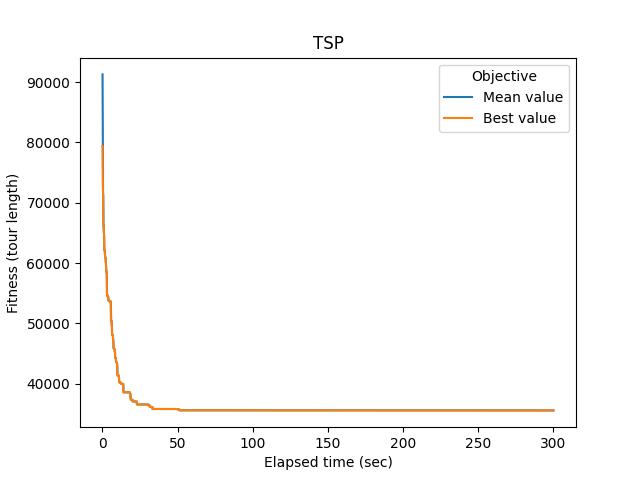 TSP
Objective
Mean value
Best value
Fitness (tour length)
90000
80000
70000
60000
50000
40000
0 50 100 150 200 250 300
Elapsed time (sec)